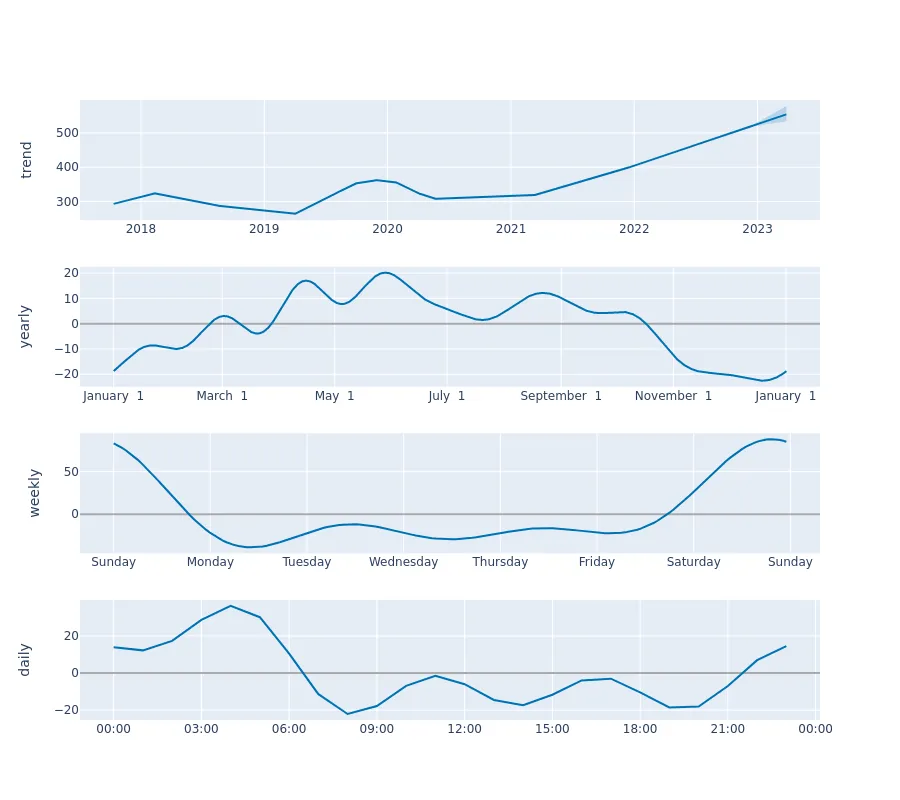 trend
500
400
300
2018 2019 2020 2021 2022 2023
yearly
20
10
0
−10
−20
January 1 March 1 May 1 July 1 September 1 November 1 January 1
weekly
50
0
Sunday Monday Tuesday Wednesday Thursday Friday Saturday Sunday
daily
20
0
−20
00:00 03:00 06:00 09:00 12:00 15:00 18:00 21:00 00:00